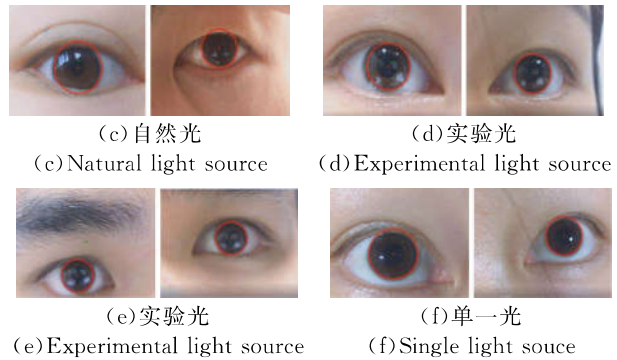 (c)自然光
(c)Natural light source
(d)实验光
(d)Experimental light source
(e)实验光
(e)Experimental light source
(f)单一光
(f)Single light souce